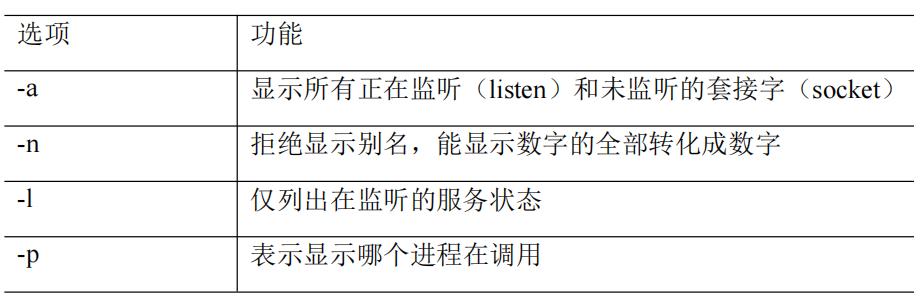 选项 功能
-a 显示所有正在监听（listen）和未监听的套接字（socket）
-n 拒绝显示别名，能显示数字的全部转化成数字
-l 仅列出在监听的服务状态
-p 表示显示哪个进程在调用